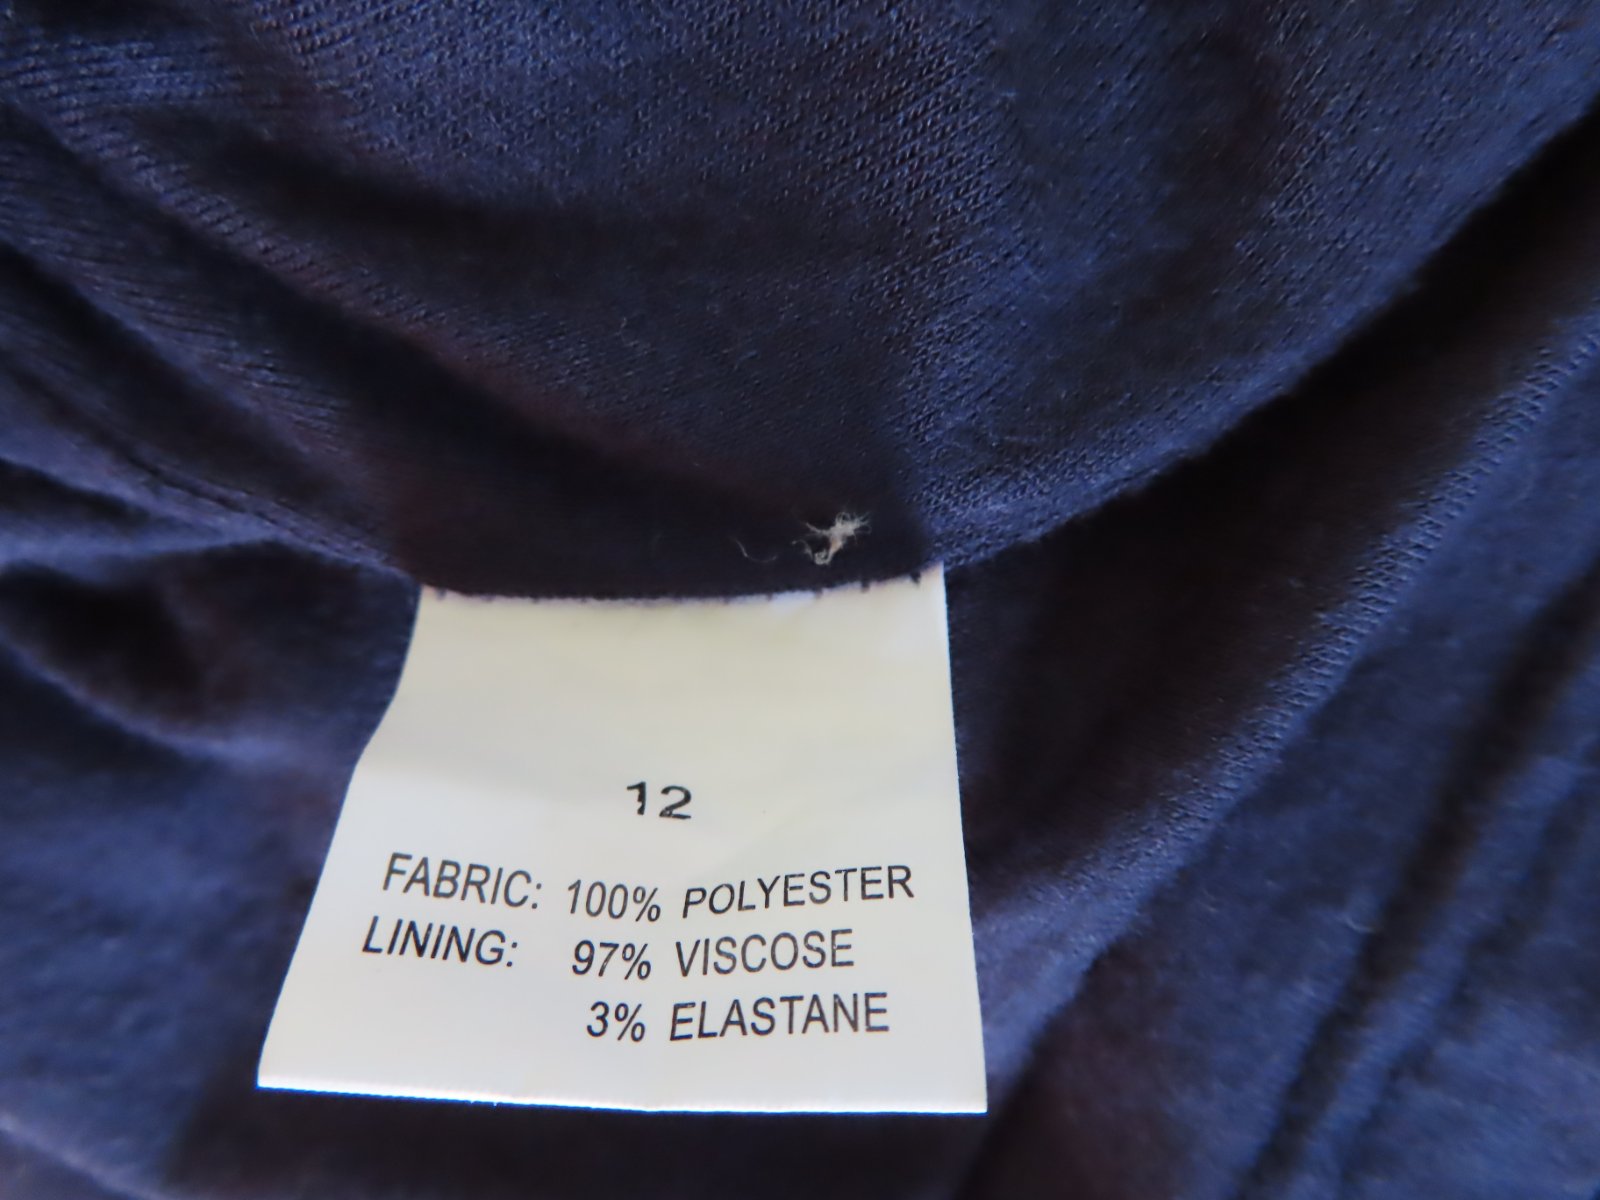 12
FABRIC: 100% POLYESTER
LINING: 97% VISCOSE
3% ELASTANE